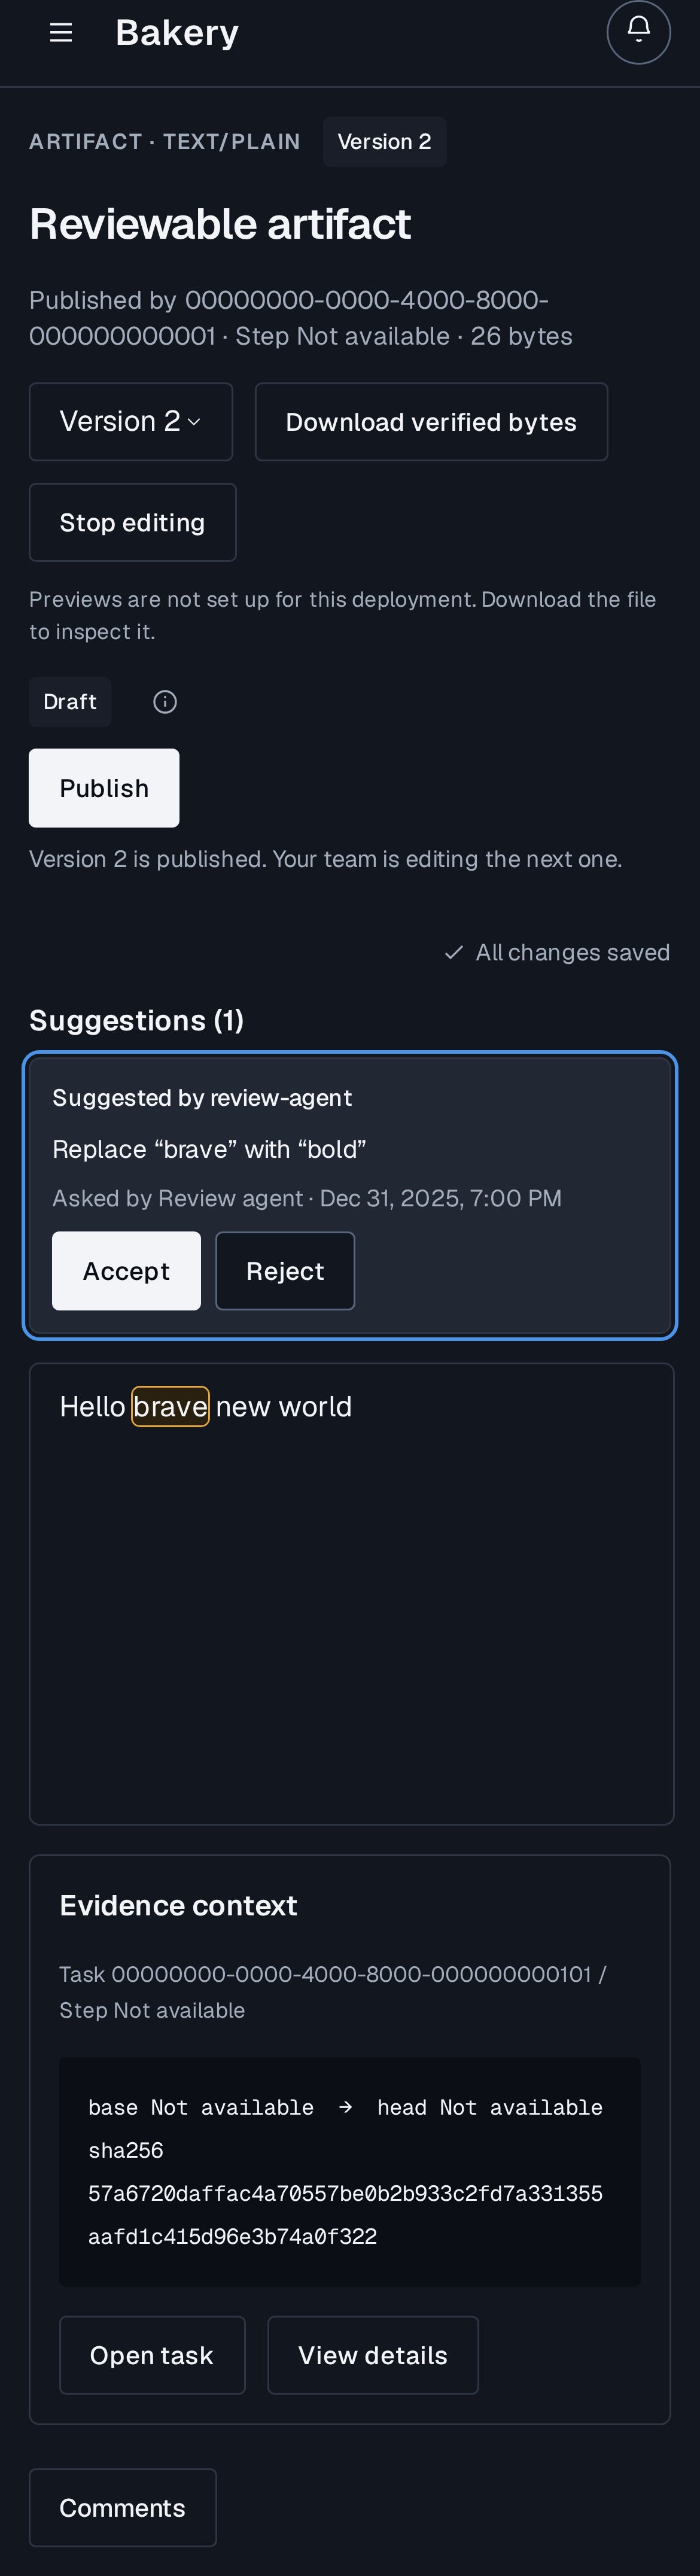 Bakery
ARTIFACT · TEXT/PLAIN Version 2
Reviewable artifact
Published by 00000000-0000-4000-8000-
000000000001 · Step Not available · 26 bytes
Version 2 Download verified bytes
Stop editing
Previews are not set up for this deployment. Download the file
to inspect it.
Draft
Publish
Version 2 is published. Your team is editing the next one.
All changes saved
Suggestions (1)
Suggested by review-agent
Replace “brave” with “bold”
Asked by Review agent · Dec 31, 2025, 7:00 PM
Accept Reject
Hello brave new world
Evidence context
Task 00000000-0000-4000-8000-000000000101 /
Step Not available
base Not available → head Not available
sha256
57a6720daffac4a70557be0b2b933c2fd7a331355
aafd1c415d96e3b74a0f322
Open task View details
Comments